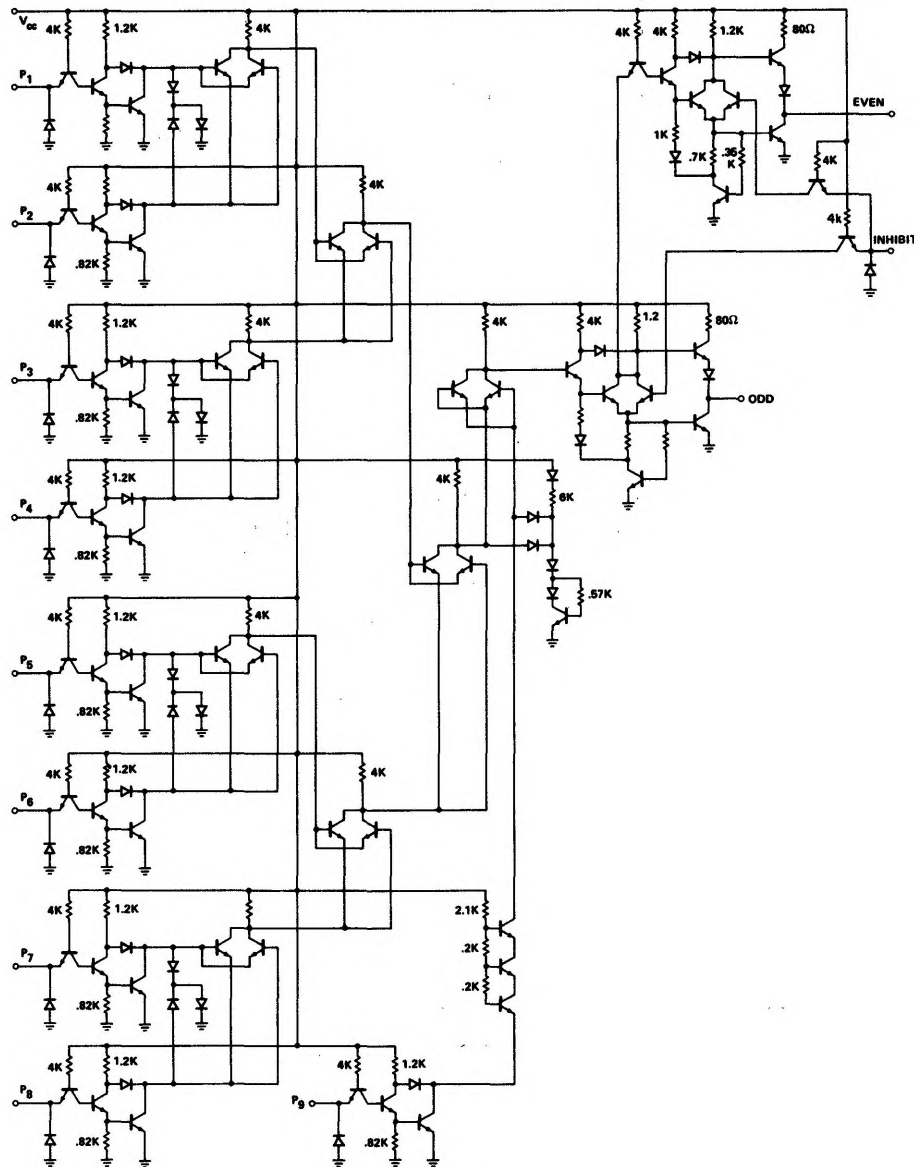 Vcc
4K 1.2K 4K 4K 4K 1.2K 80Ω
P1
EVEN
1K .7K .35K 4K
4K 4K
P2
4k INHIBIT
.82K
4K 1.2K 4K 4K 4K 1.2 80Ω
P3
ODD
.82K
4K 1.2K 4K 6K
P4
.82K
.57K
4K 1.2K 4K
P5
.82K
4K 1.2K 4K
P6
.82K
4K 1.2K 2.1K
.2K
P7
.2K
.82K
4K 1.2K 4K 1.2K
P8 P9
.82K .82K